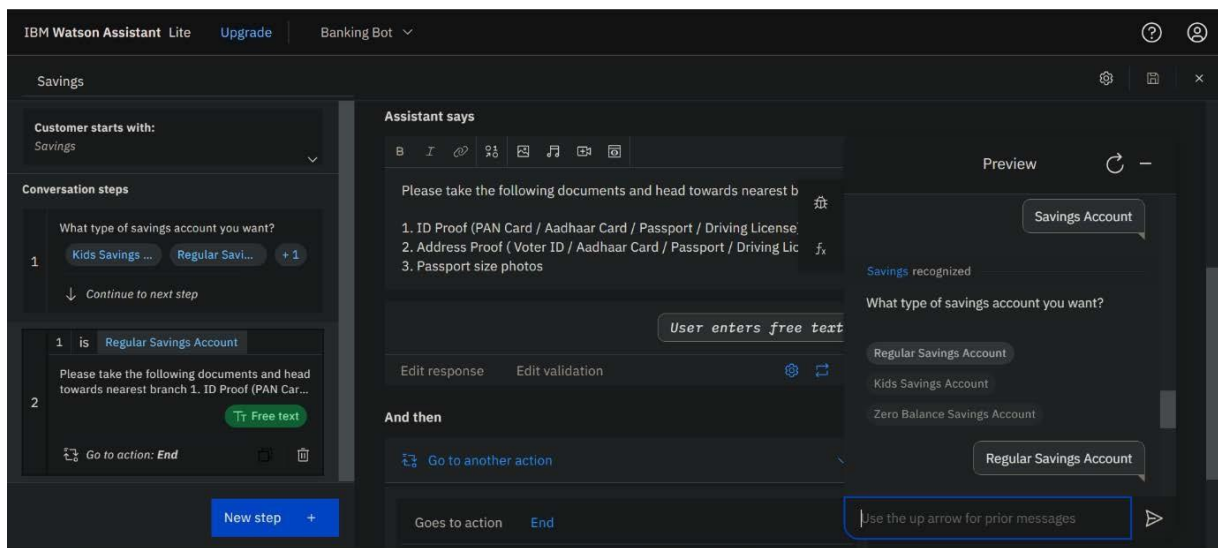 IBM Watson Assistant Lite Upgrade Banking Bot
Savings
Customer starts with:
Savings
Conversation steps
1
What type of savings account you want?
Kids Savings ... Regular Savi... + 1
Continue to next step
2
1 is Regular Savings Account
Please take the following documents and head
towards nearest branch 1. ID Proof (PAN Car...
Tт Free text
Go to action: End
New step +
Assistant says
B I
Please take the following documents and head towards nearest b
1. ID Proof (PAN Card / Aadhaar Card / Passport / Driving License)
2. Address Proof ( Voter ID / Aadhaar Card / Passport / Driving Lic
3. Passport size photos
fx
User enters free text
Edit response Edit validation
And then
Go to another action
Goes to action End
Preview
Savings Account
Savings recognized
What type of savings account you want?
Regular Savings Account
Kids Savings Account
Zero Balance Savings Account
Regular Savings Account
Use the up arrow for prior messages